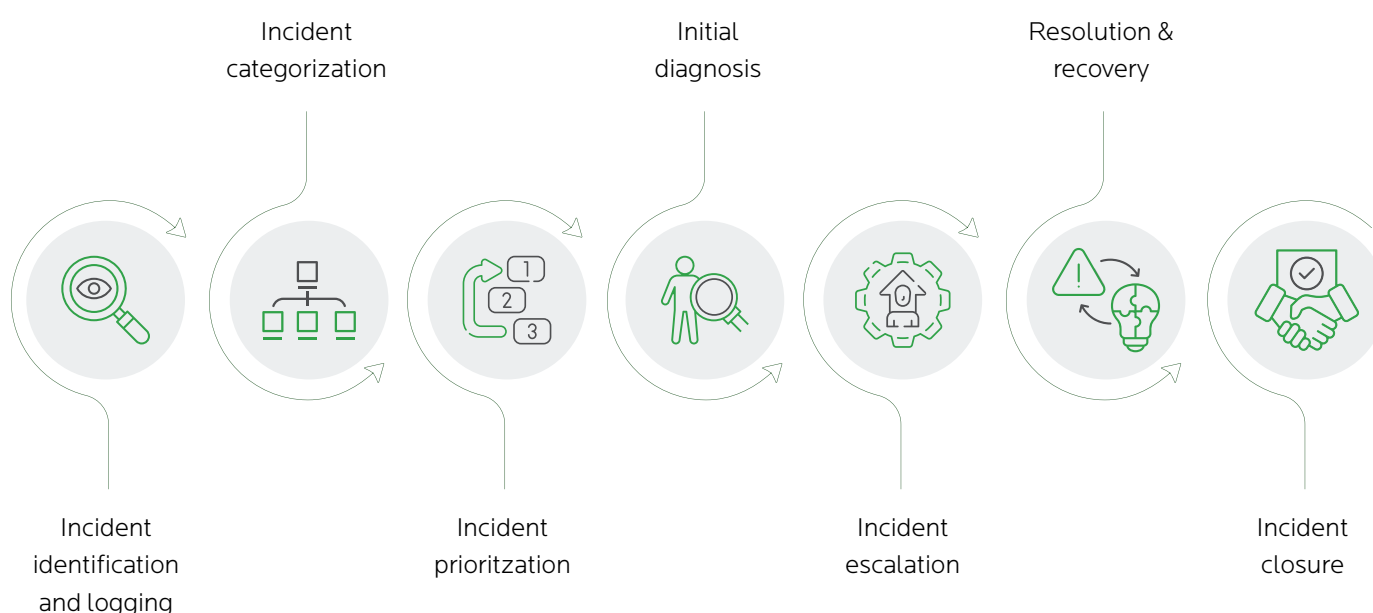 Incident
categorization
Initial
diagnosis
Resolution &
recovery
1
2
3
Incident
identification
and logging
Incident
prioritzation
Incident
escalation
Incident
closure